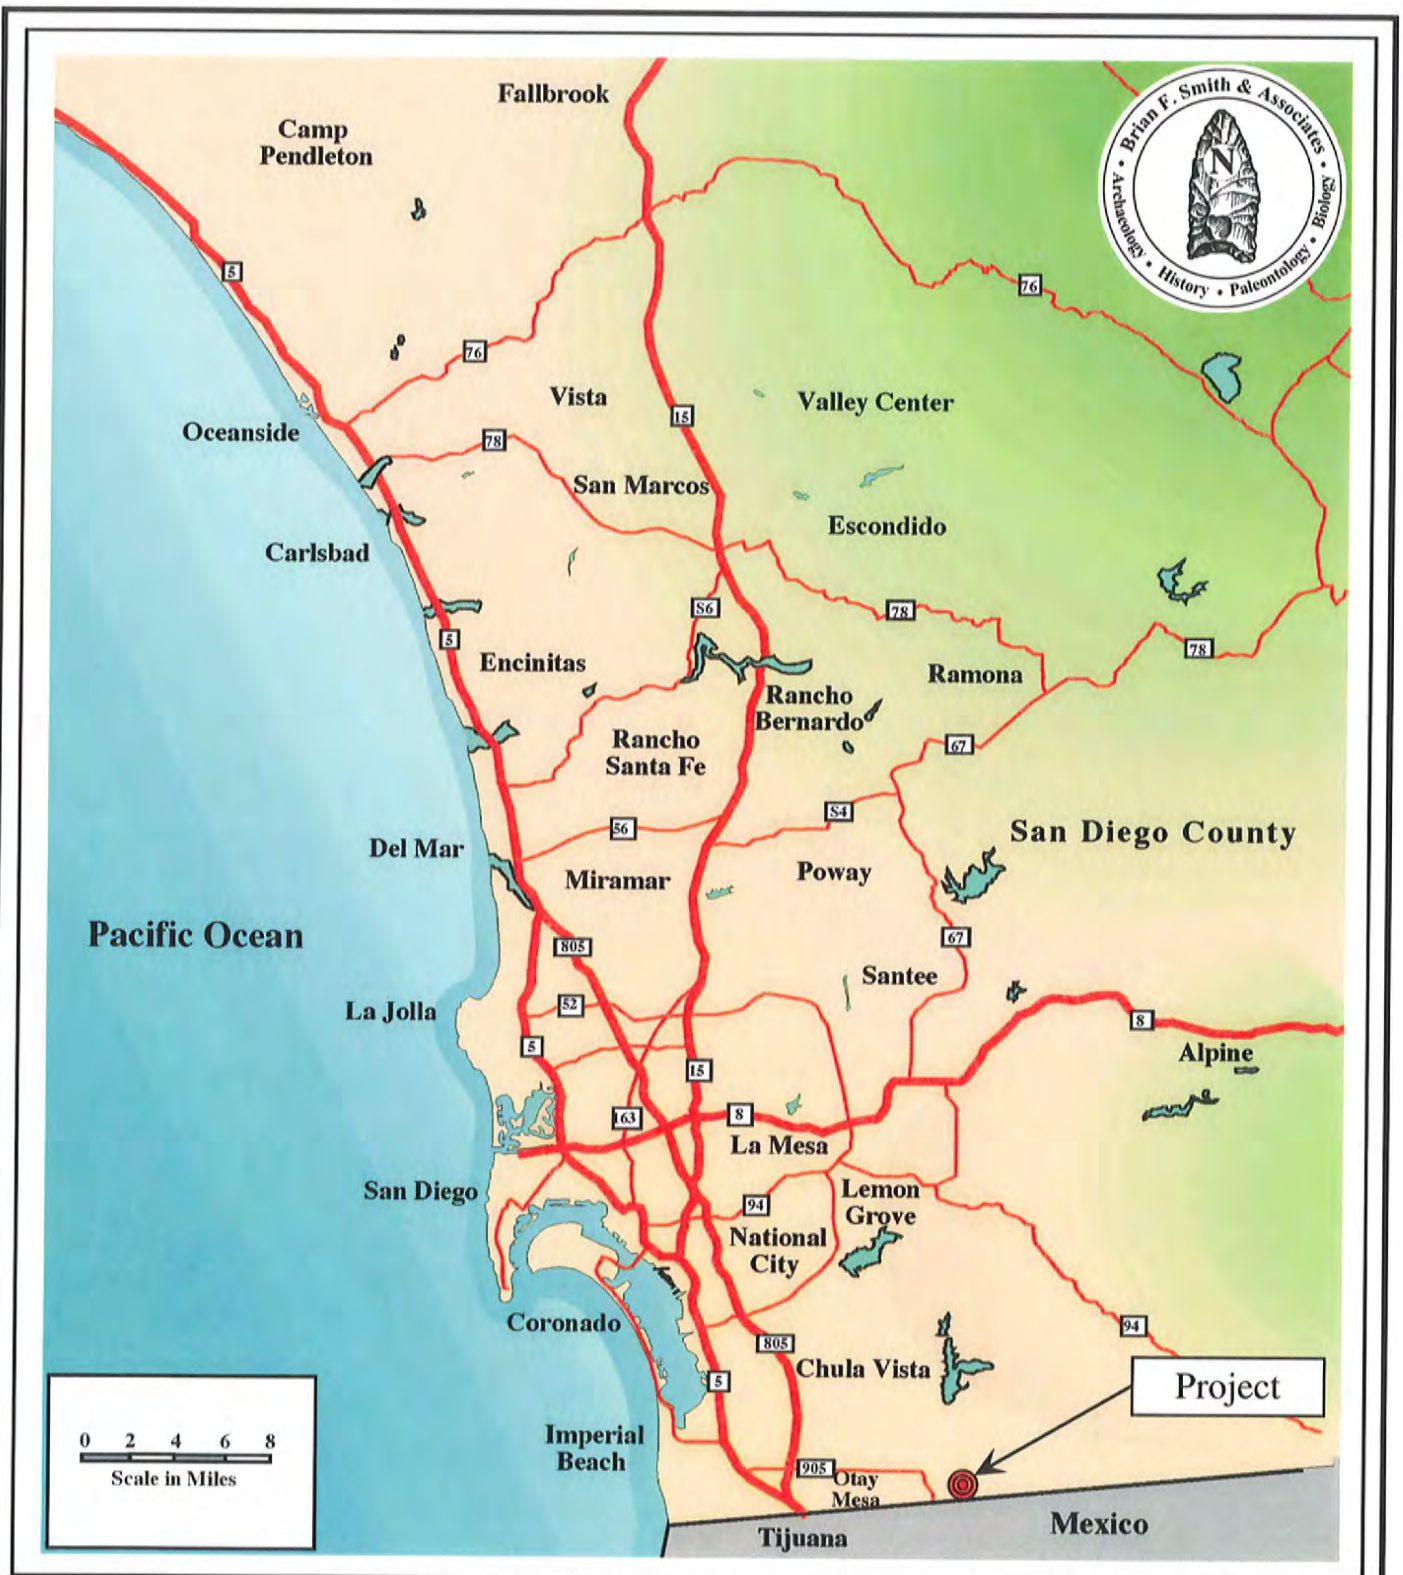 Fallbrook
Camp
Pendleton
Brian F. Smith & Associates
Archaeology • History • Paleontology • Biology
N
5
76
76
Vista
Valley Center
15
Oceanside
78
San Marcos
Escondido
Carlsbad
S6
78
5
78
Encinitas
Ramona
Rancho
Bernardo
Rancho
Santa Fe
67
S4
56
San Diego County
Del Mar
Poway
Miramar
Pacific Ocean
805
67
Santee
52
La Jolla
8
5
Alpine
15
163
8
La Mesa
San Diego
Lemon
Grove
94
National
City
Coronado
94
805
Chula Vista
5
Project
Imperial
Beach
0 2 4 6 8
Scale in Miles
905
Otay
Mesa
Mexico
Tijuana